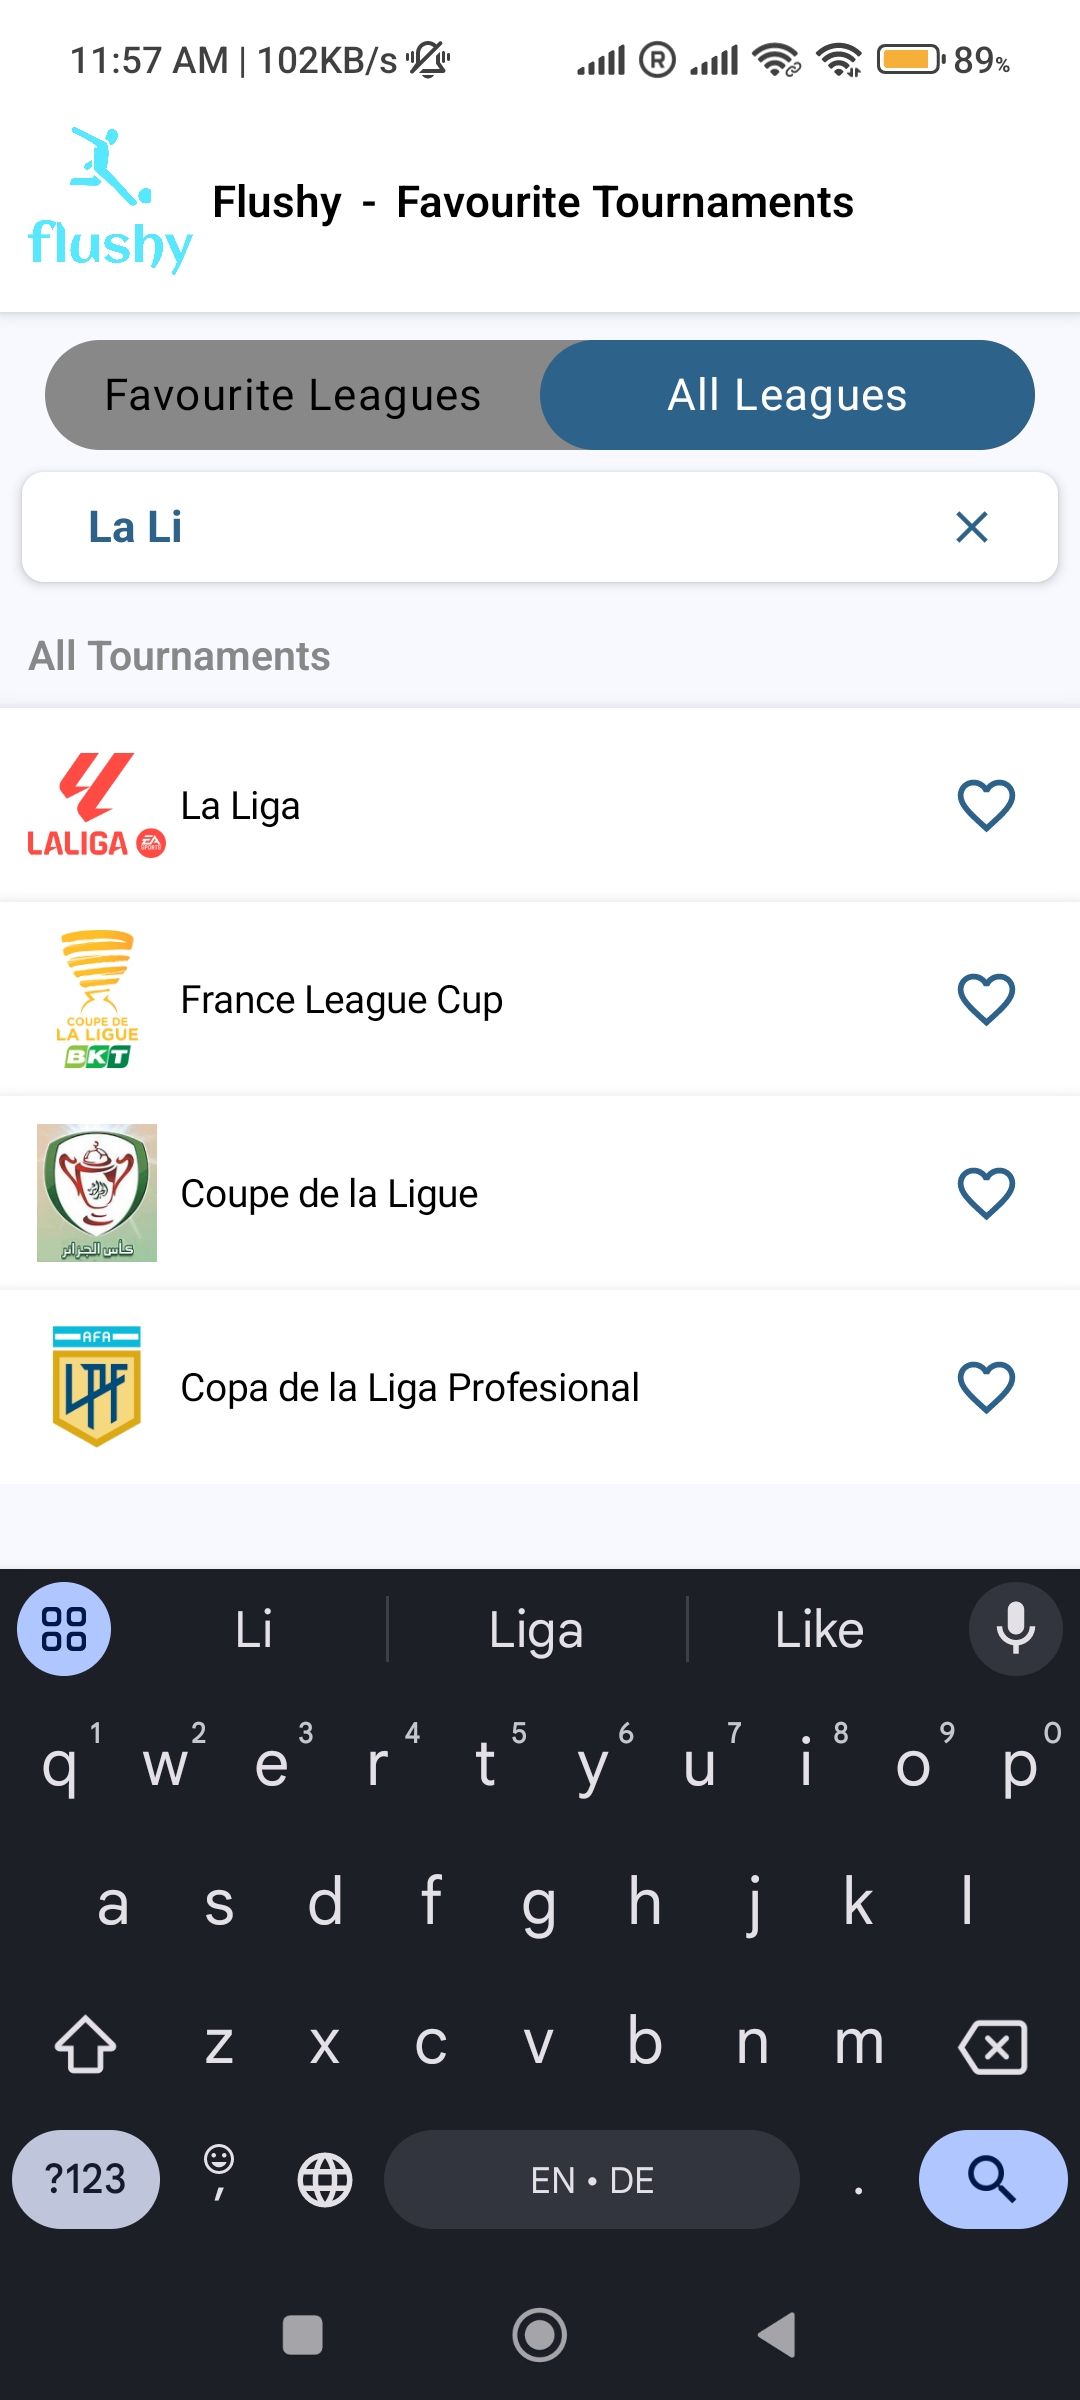 11:57 AM | 102KB/s
89%
flushy
Flushy - Favourite Tournaments
Favourite Leagues
All Leagues
La Li
All Tournaments
LALIGA
EA
SPORTS
La Liga
COUPE DE
LA LIGUE
BKT
France League Cup
كأس الجزائر
Coupe de la Ligue
AFA
LPF
Copa de la Liga Profesional
Li
Liga
Like
q 1 w 2 e 3 r 4 t 5 y 6 u 7 i 8 o 9 p 0
a s d f g h j k l
z x c v b n m
?123
,
EN • DE
.